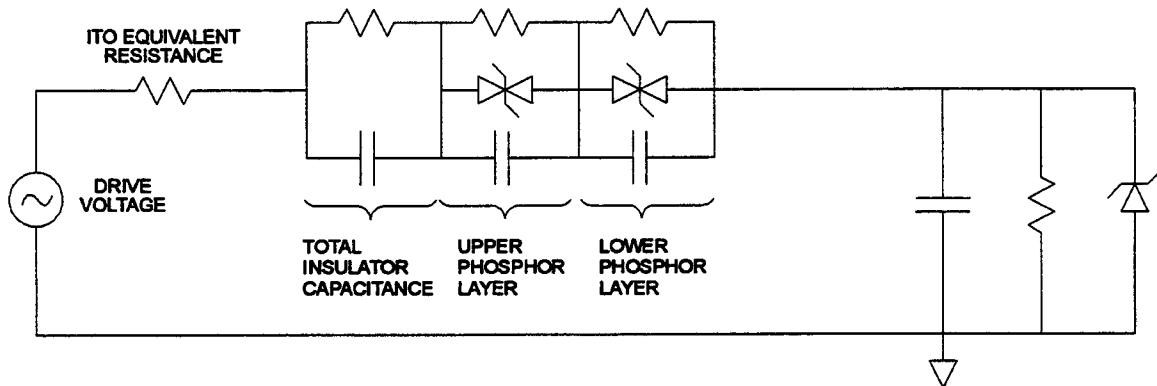 ITO EQUIVALENT
RESISTANCE
DRIVE
VOLTAGE
TOTAL
INSULATOR
CAPACITANCE
UPPER
PHOSPHOR
LAYER
LOWER
PHOSPHOR
LAYER